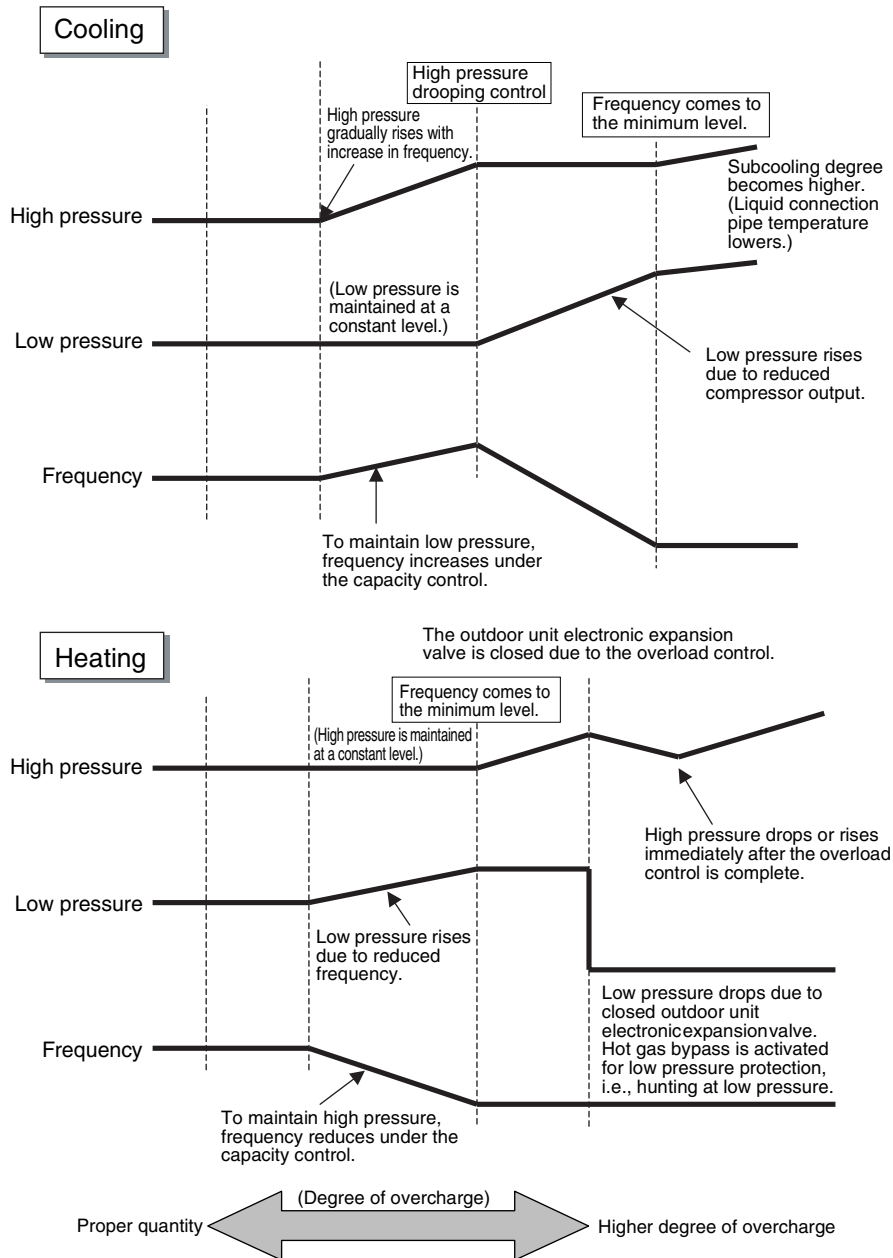 Cooling
High pressure
drooping control
Frequency comes to
the minimum level.
High pressure
gradually rises with
increase in frequency.
Subcooling degree
becomes higher.
(Liquid connection
pipe temperature
lowers.)
High pressure
(Low pressure is
maintained at a
constant level.)
Low pressure
Low pressure rises
due to reduced
compressor output.
Frequency
To maintain low pressure,
frequency increases under
the capacity control.
Heating
The outdoor unit electronic expansion
valve is closed due to the overload control.
Frequency comes to
the minimum level.
(High pressure is maintained
at a constant level.)
High pressure
High pressure drops or rises
immediately after the overload
control is complete.
Low pressure
Low pressure rises
due to reduced
frequency.
Low pressure drops due to
closed outdoor unit
electronic expansion valve.
Hot gas bypass is activated
for low pressure protection,
i.e., hunting at low pressure.
Frequency
To maintain high pressure,
frequency reduces under the
capacity control.
(Degree of overcharge)
Proper quantity
Higher degree of overcharge